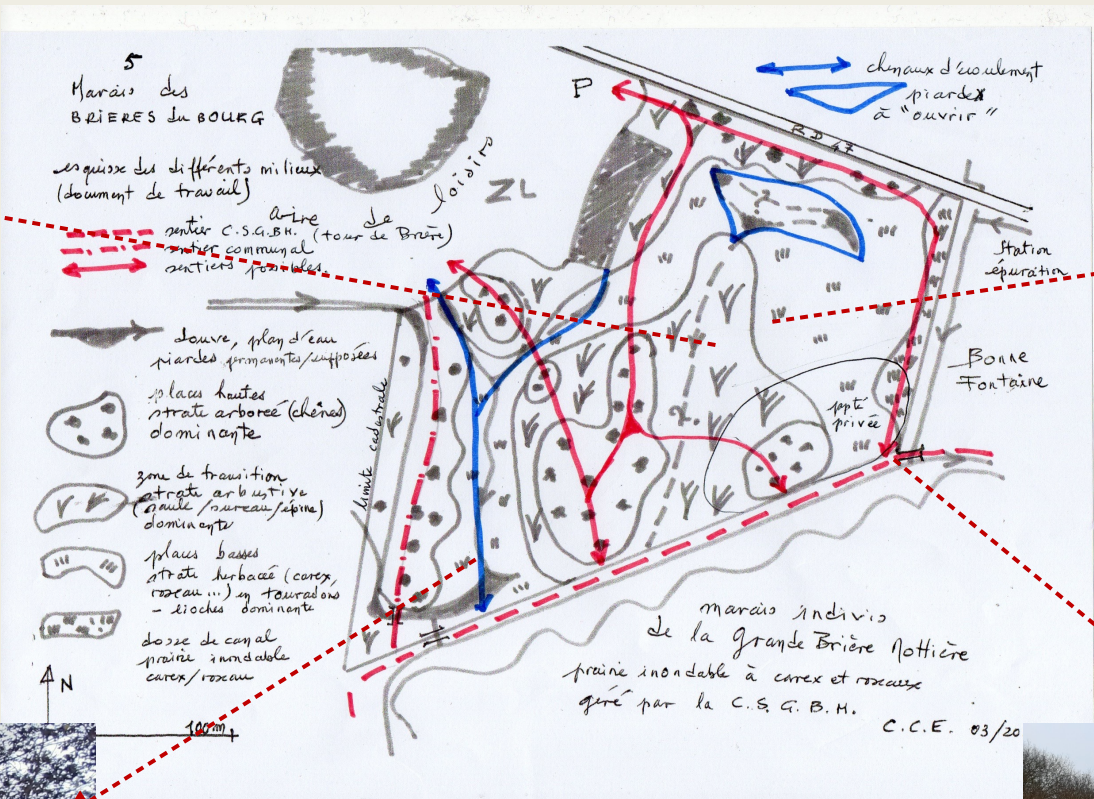 5
Marais des
BRIERES du BOURG
esquisse des différents milieux
(document de travail)
sentier C.S.G.BH. (tour de Brière)
sentier communal
sentiers possibles.
douve, plan d'eau
piardes permanentes/supposées
places hautes
strate arborée (chênes)
dominante
zone de transition
strate arbustive
(saule/bureau/épine)
dominante
places basses
strate herbacée (carex,
roseau...) en touradons
- dominante
dosse de canal
prairie inondable
carex/roseau
N
100m
Aire de loisirs
ZL
P
RD 47
chenaux d'écoulement
piardes
à "ouvrir"
?
Station
épuration
Bonne
Fontaine
ppté
privée
?
limite cadastrale
marais indivis
de la Grande Brière Mottière
prairie inondable à carex et roseaux
géré par la C.S.G.B.M.
C.C.E. 03/20